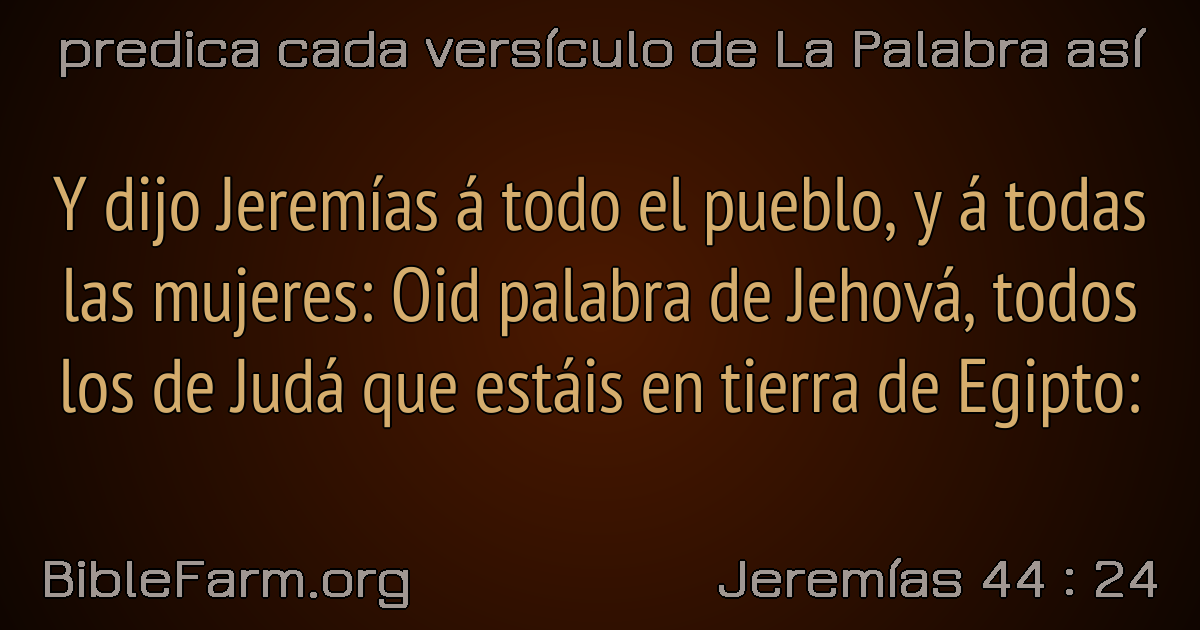 predica cada versículo de La Palabra así
Y dijo Jeremías á todo el pueblo, y á todas
las mujeres: Oid palabra de Jehová, todos
los de Judá que estáis en tierra de Egipto:
BibleFarm.org
Jeremías 44 : 24